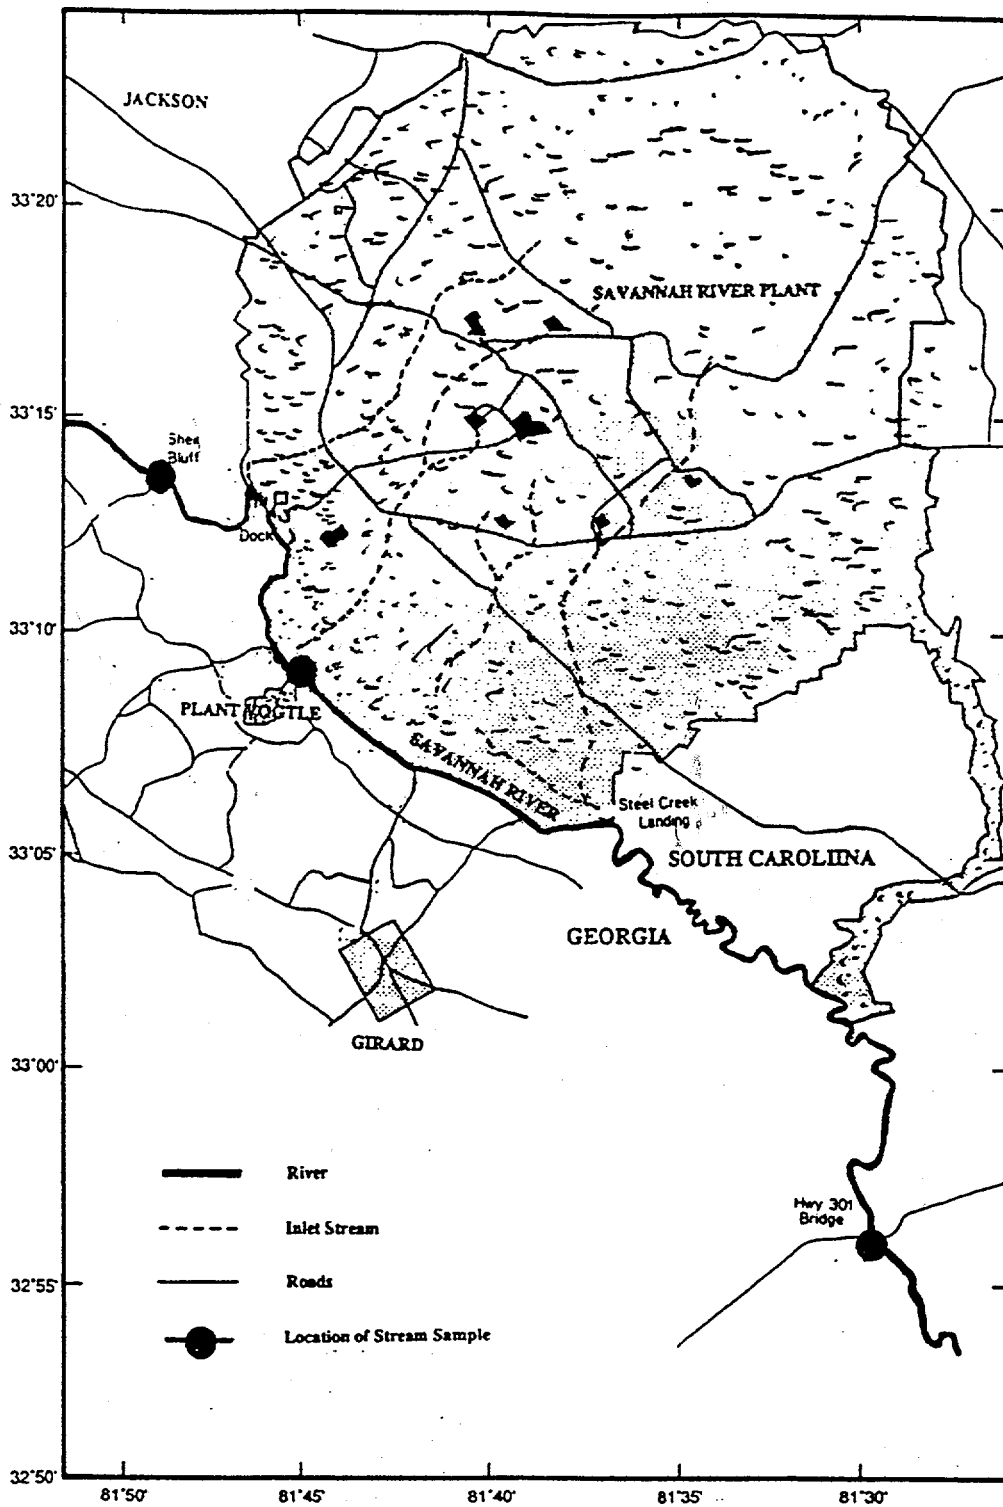 JACKSON
33°20'
SAVANNAH RIVER PLANT
33°15'
Shell
Bluff
Dock
33°10'
PLANT VOGTLE
SAVANNAH RIVER
Steel Creek
Landing
33°05'
SOUTH CAROLIINA
GEORGIA
GIRARD
33°00'
River
Hwy 301
Bridge
Inlet Stream
32°55'
Roads
Location of Stream Sample
32°50'
81°50'
81°45'
81°40'
81°35'
81°30'